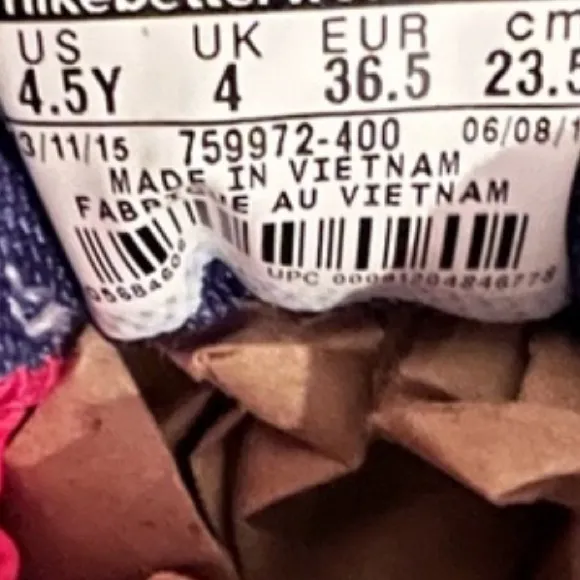 US UK EUR cm
4.5Y 4 36.5 23.5
3/11/15 759972-400 06/08/1
MADE IN VIETNAM
AU VIETNAM
UPC